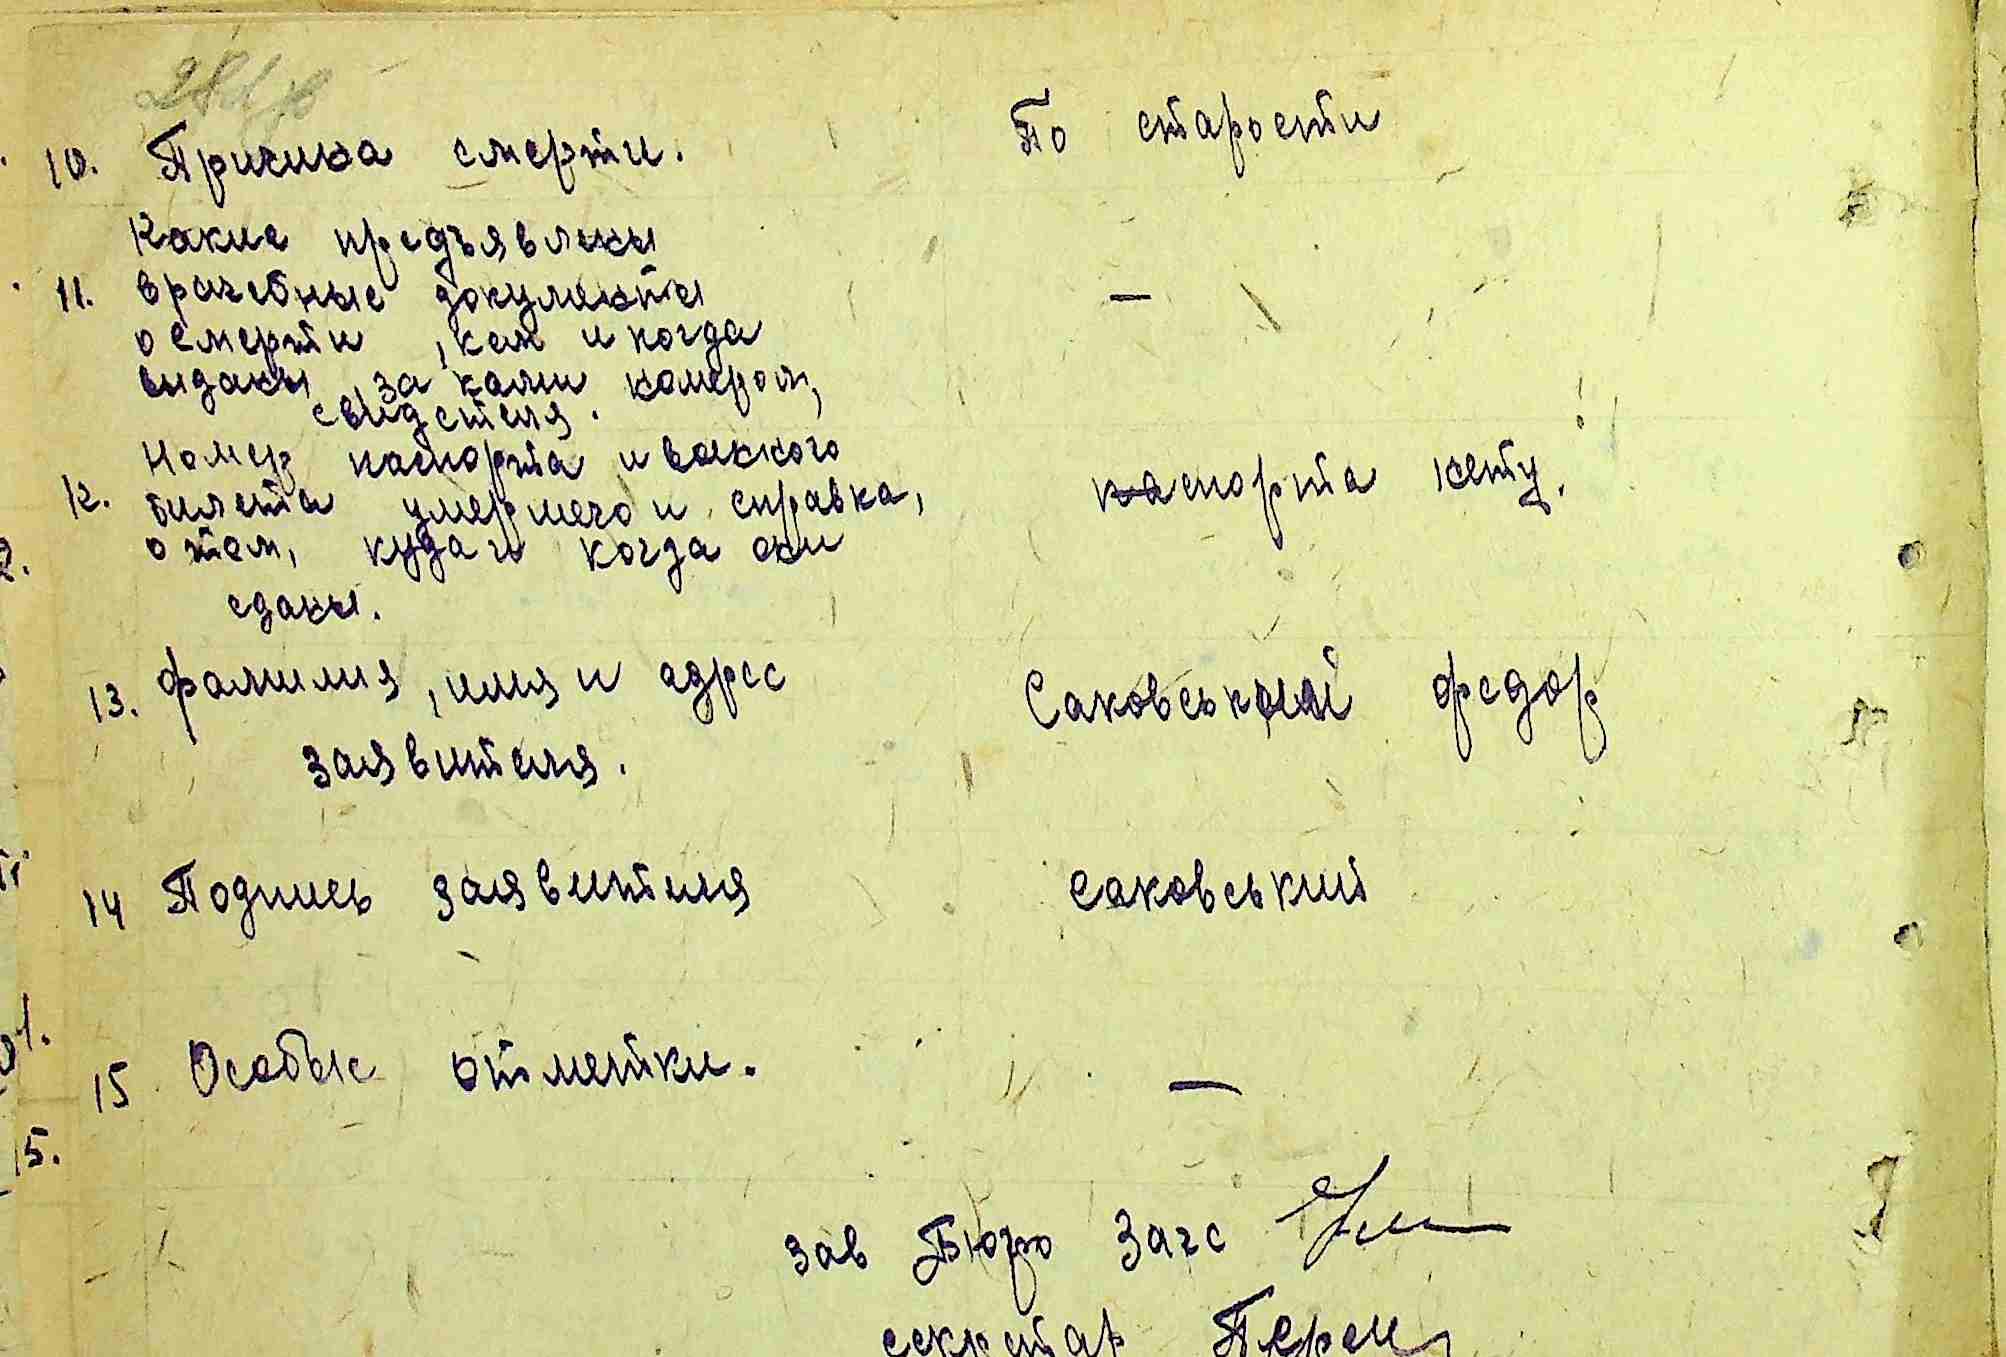 10. Причина смерти. По старости
Какие предъявлены
11. врачебные документы —
о смерти, кем и когда
выданы, за каким номером,
свидетеля.
Номер паспорта и воєнкого
12. билета умершего и справка, паспорта нету.
о том, куда и когда они
сданы.
13. фамилия, имя и адрес Саковський федор
заявителя.
14 Подпись заявителя Саковський
15 Особые отметки. —
зав Бюро Загс
секретар